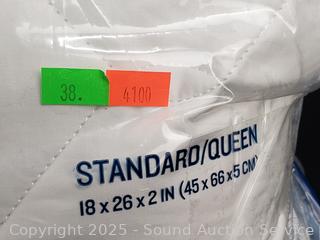 38. 4100
STANDARD/QUEEN
18 x 26 x 2 IN (45 x 66 x 5 CM)
Copyright 2025 - Sound Auction Service